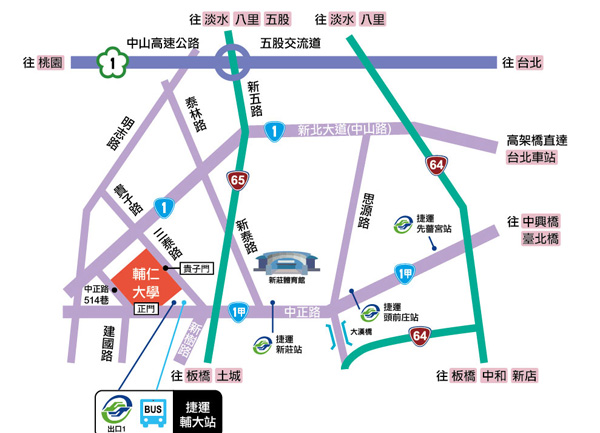 往 淡水 八里 五股
往 淡水 八里
中山高速公路
五股交流道
往 桃園
1
往 台北
新五路
泰林路
明志路
1
新北大道(中山路)
高架橋直達
台北車站
64
65
貴子路
1
思源路
新泰路
三泰路
捷運
先嗇宮站
往 中興橋
臺北橋
輔仁
大學
貴子門
新莊體育館
1甲
中正路
514巷
正門
1甲
中正路
捷運
頭前庄站
大漢橋
64
建國路
新樹路
捷運
新莊站
往 板橋 土城
往 板橋 中和 新店
BUS
捷運
輔大站
出口1